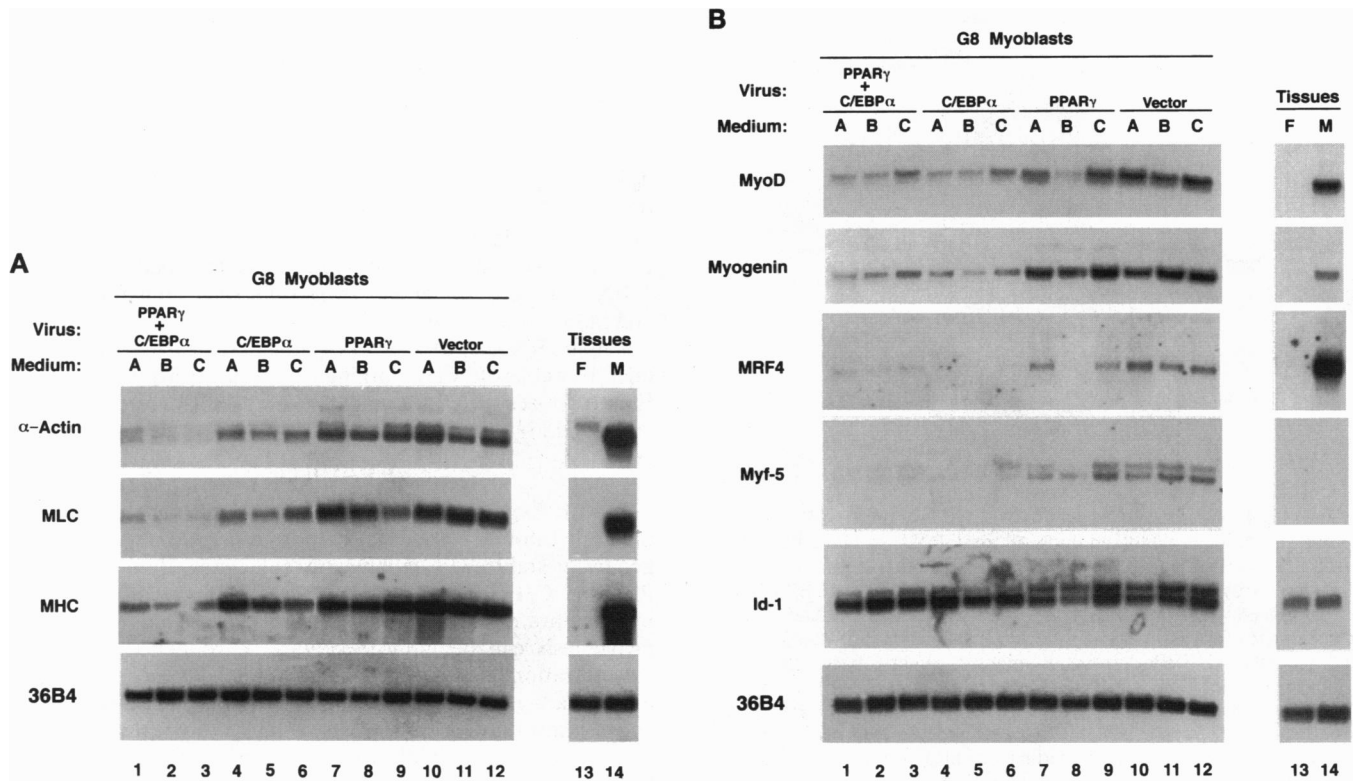 A
G8 Myoblasts
Virus:
PPARγ
+
C/EBPα
C/EBPα
PPARγ
Vector
Tissues
Medium:
A B C A B C A B C A B C
F M
α-Actin
MLC
MHC
36B4
1 2 3 4 5 6 7 8 9 10 11 12
13 14
B
G8 Myoblasts
Virus:
PPARγ
+
C/EBPα
C/EBPα
PPARγ
Vector
Tissues
Medium:
A B C A B C A B C A B C
F M
MyoD
Myogenin
MRF4
Myf-5
Id-1
36B4
1 2 3 4 5 6 7 8 9 10 11 12
13 14